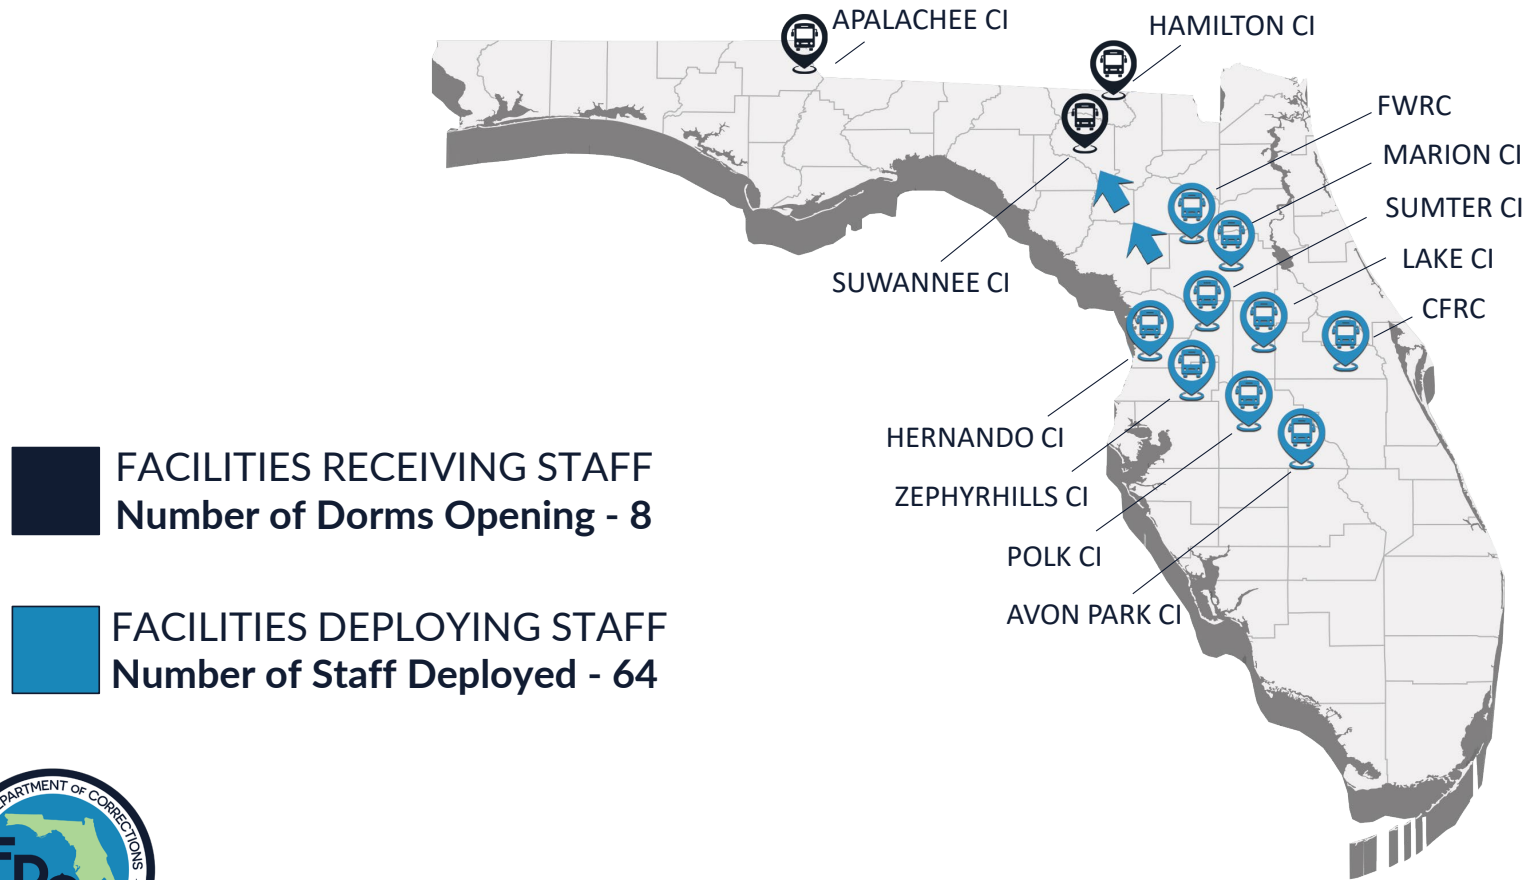 APALACHEE CI
HAMILTON CI
FWRC
MARION CI
SUMTER CI
LAKE CI
CFRC
SUWANNEE CI
HERNANDO CI
ZEPHYRHILLS CI
POLK CI
AVON PARK CI
FACILITIES RECEIVING STAFF
Number of Dorms Opening - 8
FACILITIES DEPLOYING STAFF
Number of Staff Deployed - 64
OF CORRECTIONS